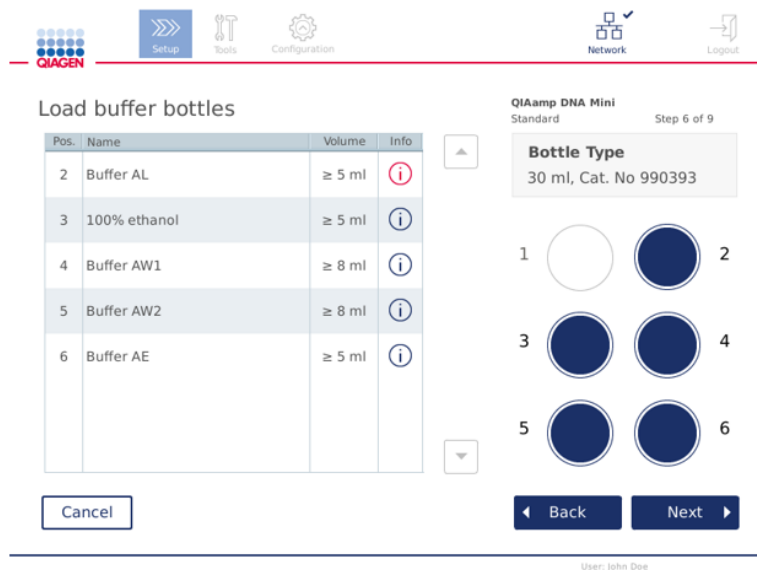 Setup
Tools
Configuration
Network
Logout
QIAGEN
Load buffer bottles
QIAamp DNA Mini
Standard Step 6 of 9
Pos. Name Volume Info
Bottle Type
30 ml, Cat. No 990393
2 Buffer AL ≥ 5 ml i
3 100% ethanol ≥ 5 ml i
4 Buffer AW1 ≥ 8 ml i
5 Buffer AW2 ≥ 8 ml i
6 Buffer AE ≥ 5 ml i
1 2
3 4
5 6
Cancel
Back
Next
User: John Doe